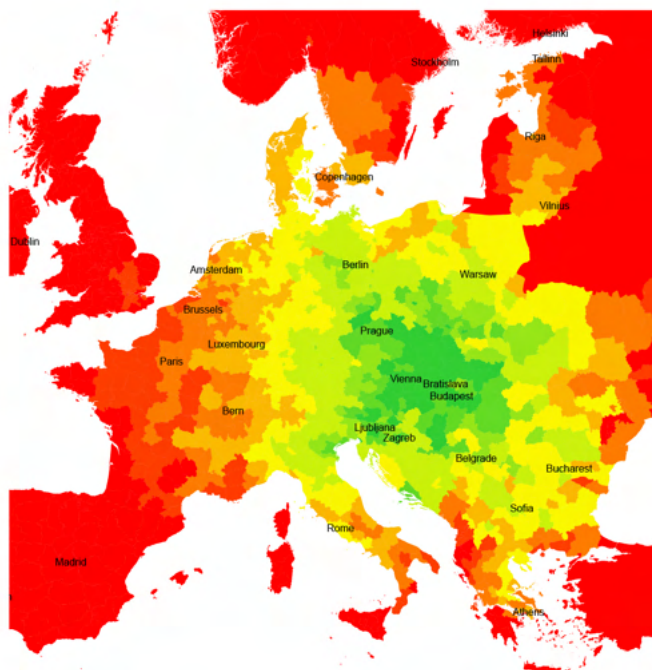 Helsinki
Tallinn
Stockholm
Riga
Copenhagen
Vilnius
Dublin
Amsterdam
Berlin
Warsaw
Brussels
Prague
Luxembourg
Paris
Vienna
Bratislava
Budapest
Bern
Ljubljana
Zagreb
Belgrade
Bucharest
Sofia
Rome
Madrid
Athens